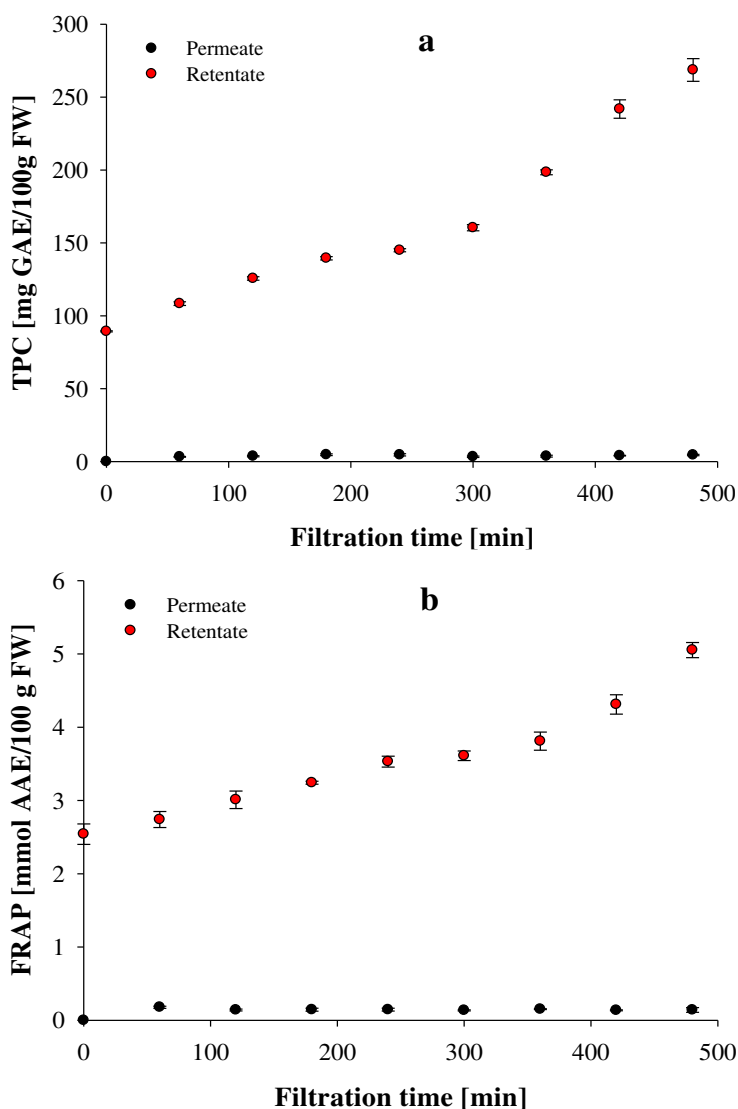 a
Permeate
Retentate
TPC [mg GAE/100g FW]
300
250
200
150
100
50
0
0 100 200 300 400 500
Filtration time [min]
b
Permeate
Retentate
FRAP [mmol AAE/100 g FW]
6
5
4
3
2
1
0
0 100 200 300 400 500
Filtration time [min]